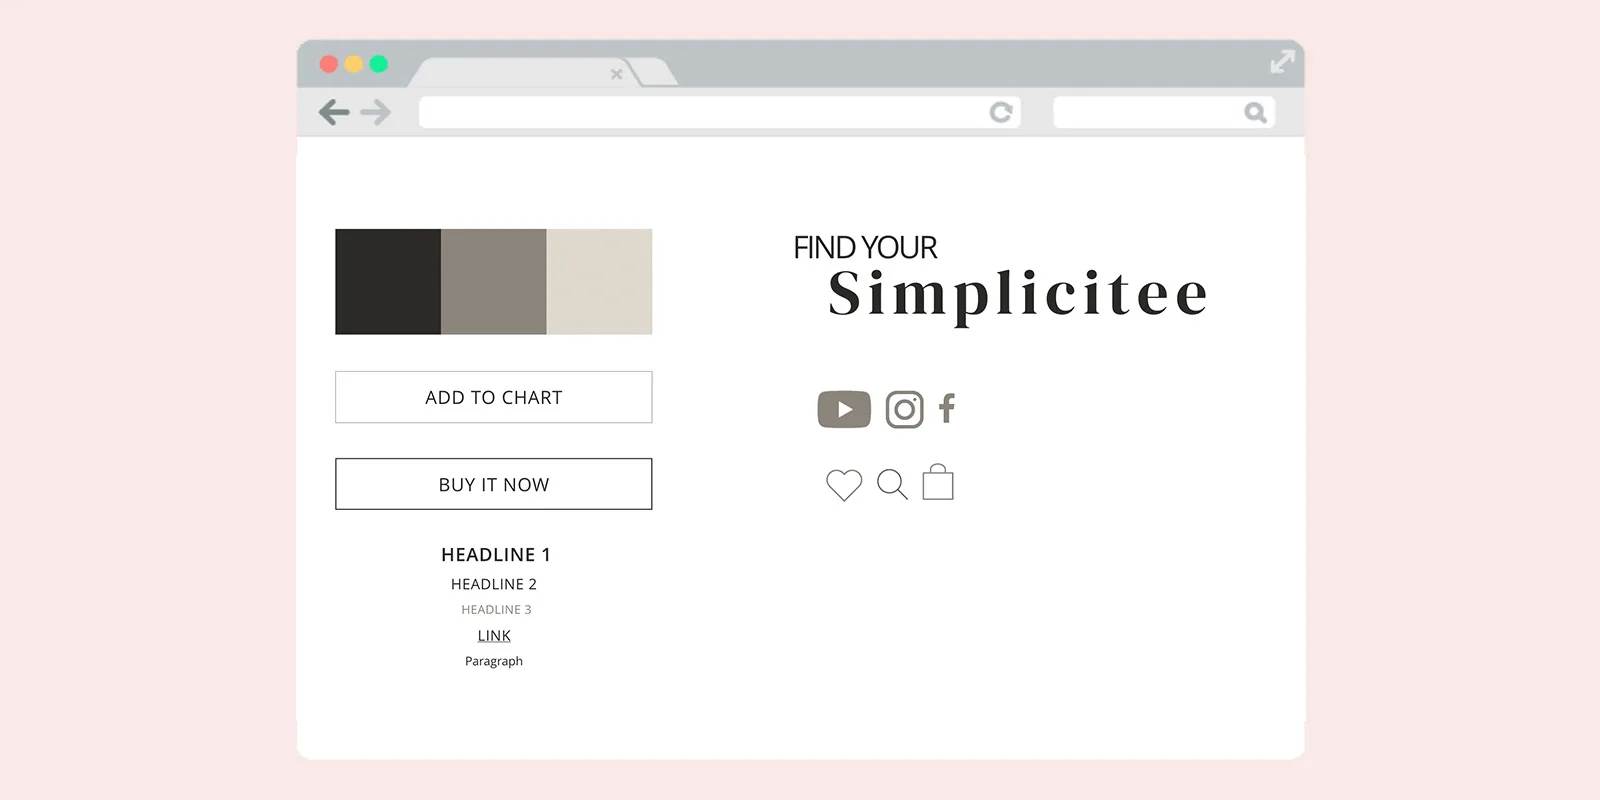 FIND YOUR
Simplicitee
ADD TO CHART
BUY IT NOW
HEADLINE 1
HEADLINE 2
HEADLINE 3
LINK
Paragraph